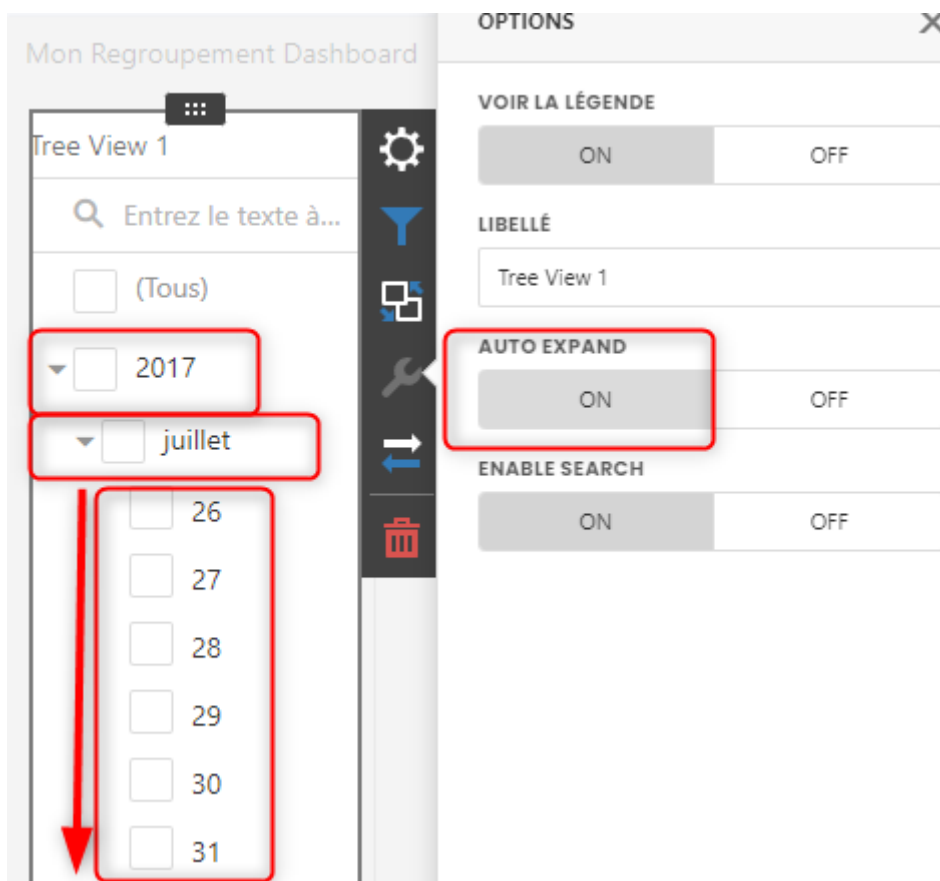 Mon Regroupement Dashboard
Tree View 1
Entrez le texte à...
(Tous)
2017
juillet
26
27
28
29
30
31
OPTIONS
VOIR LA LÉGENDE
ON OFF
LIBELLÉ
Tree View 1
AUTO EXPAND
ON OFF
ENABLE SEARCH
ON OFF